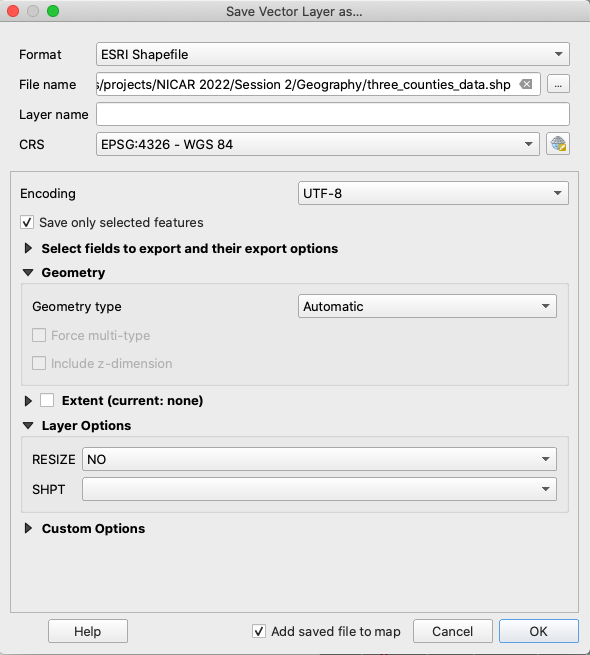 Save Vector Layer as...
Format ESRI Shapefile
File name s/projects/NICAR 2022/Session 2/Geography/three_counties_data.shp ...
Layer name
CRS EPSG:4326 - WGS 84
Encoding UTF-8
Save only selected features
Select fields to export and their export options
Geometry
Geometry type Automatic
Force multi-type
Include z-dimension
Extent (current: none)
Layer Options
RESIZE NO
SHPT
Custom Options
Help Add saved file to map Cancel OK